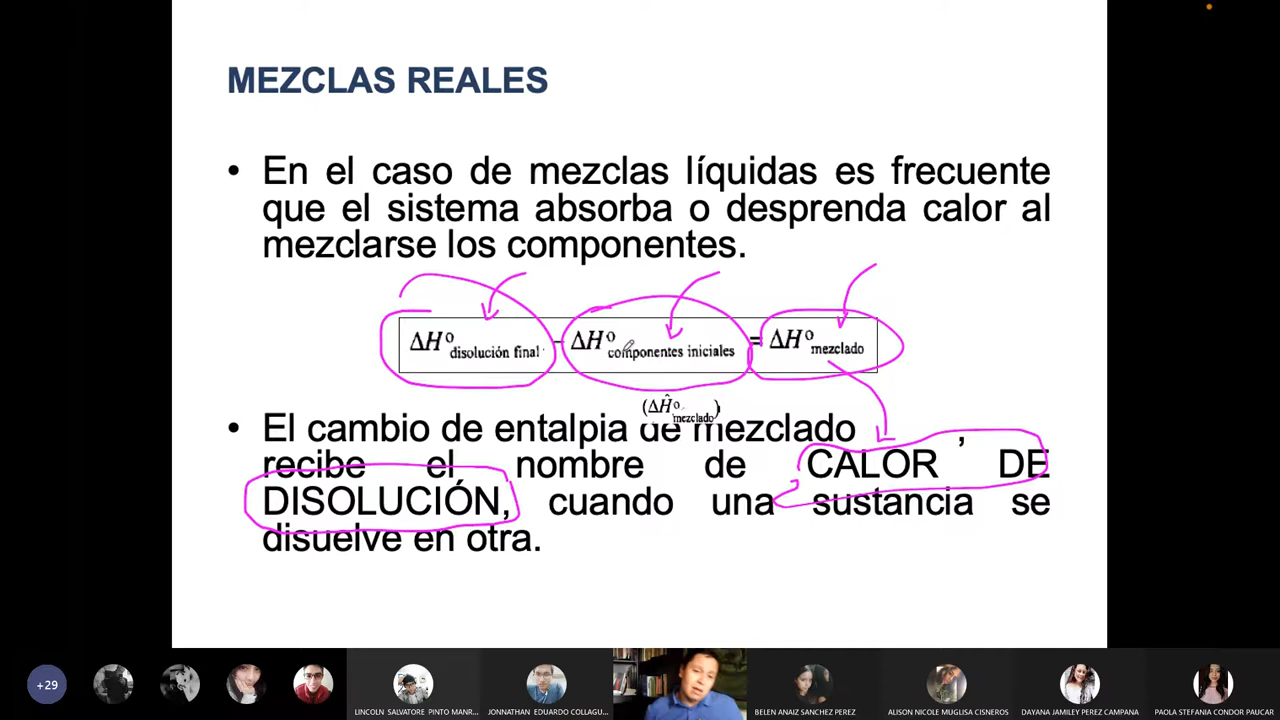 MEZCLAS REALES
• En el caso de mezclas líquidas es frecuente
que el sistema absorba o desprenda calor al
mezclarse los componentes.
ΔH° disolución final - ΔH° componentes iniciales = ΔH° mezclado
(ΔĤ° mezclado)
• El cambio de entalpia de mezclado ,
recibe el nombre de CALOR DE
DISOLUCIÓN, cuando una sustancia se
disuelve en otra.
+29
LINCOLN SALVATORE PINTO MANR...
JONNATHAN EDUARDO COLLAGU...
BELEN ANAIZ SANCHEZ PEREZ
ALISON NICOLE MUGLISA CISNEROS
DAYANA JAMILEY PEREZ CAMPANA
PAOLA STEFANIA CONDOR PAUCAR